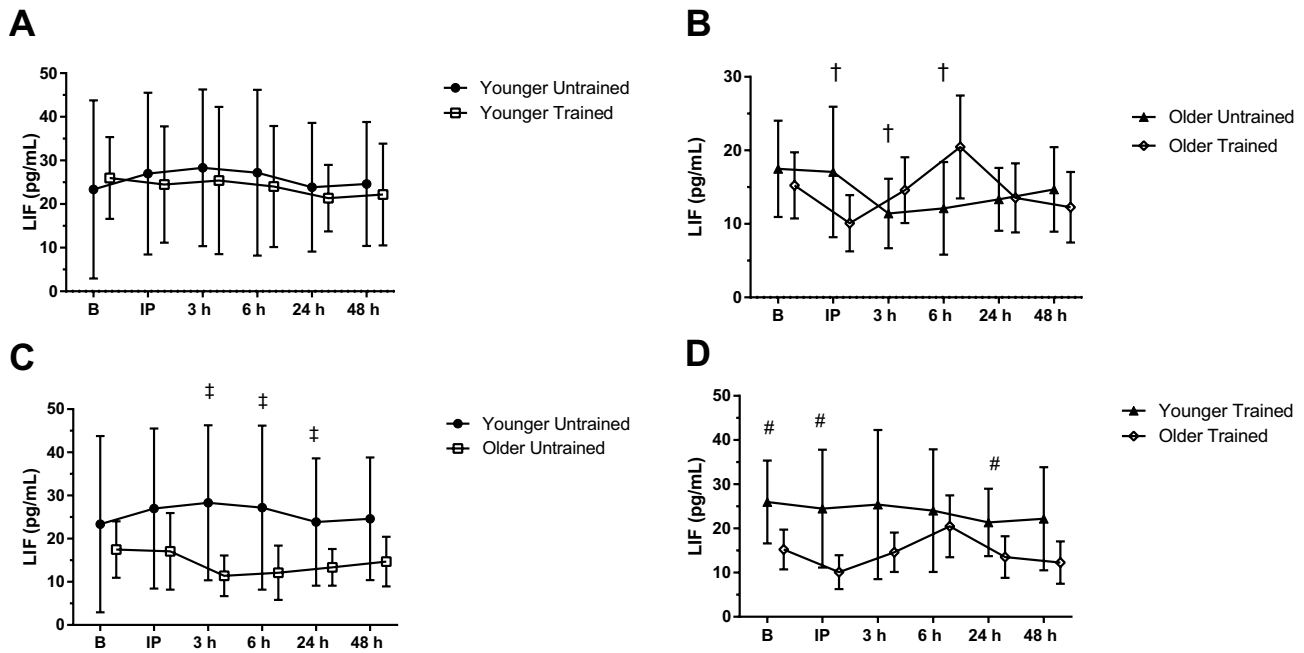 A
50
40
30
20
10
0
LIF (pg/mL)
B IP 3 h 6 h 24 h 48 h
Younger Untrained
Younger Trained
B
30
20
10
0
LIF (pg/mL)
† † †
B IP 3 h 6 h 24 h 48 h
Older Untrained
Older Trained
C
50
40
30
20
10
0
LIF (pg/mL)
‡ ‡ ‡
B IP 3 h 6 h 24 h 48 h
Younger Untrained
Older Untrained
D
50
40
30
20
10
0
LIF (pg/mL)
# # #
B IP 3 h 6 h 24 h 48 h
Younger Trained
Older Trained